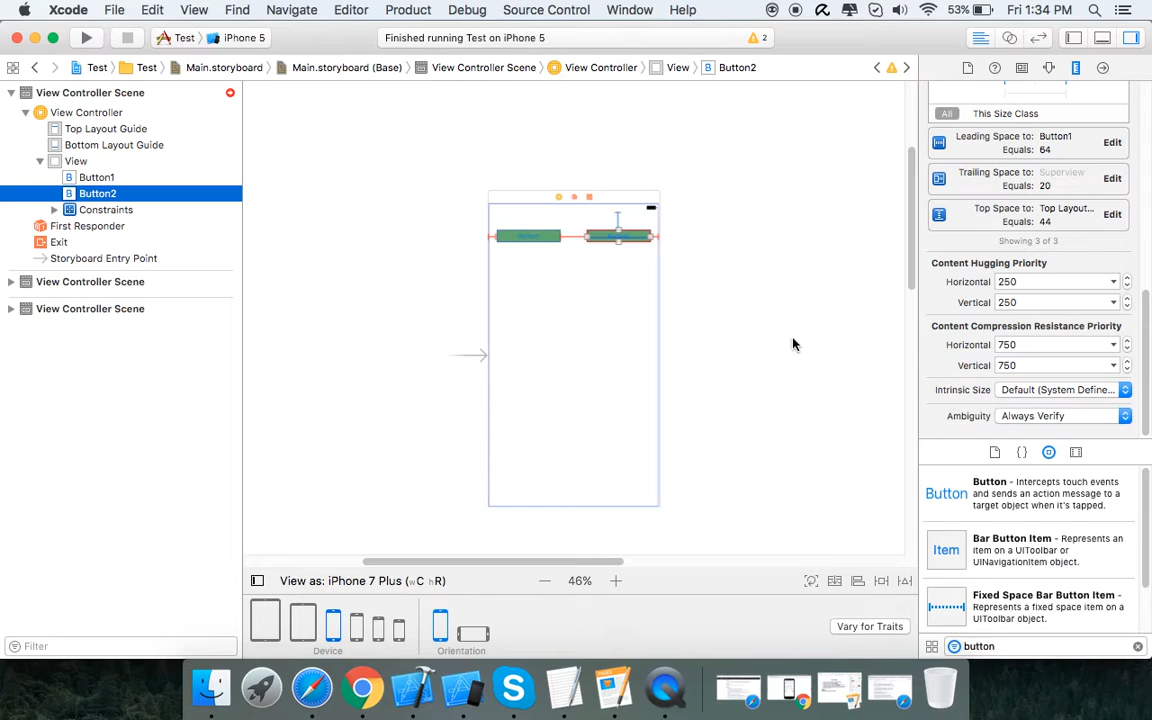 Xcode File Edit View Find Navigate Editor Product Debug Source Control Window Help 53% Fri 1:34 PM
Test iPhone 5 Finished running Test on iPhone 5 2
Test Test Main.storyboard Main.storyboard (Base) View Controller Scene View Controller View Button2
View Controller Scene
View Controller
Top Layout Guide
Bottom Layout Guide
View
B Button1
B Button2
Constraints
First Responder
Exit
Storyboard Entry Point
View Controller Scene
View Controller Scene
Filter
View as: iPhone 7 Plus (wC hR) 46%
Device
Orientation
Vary for Traits
All This Size Class
Leading Space to: Button1
Equals: 64
Edit
Trailing Space to: Superview
Equals: 20
Edit
Top Space to: Top Layout...
Equals: 44
Edit
Showing 3 of 3
Content Hugging Priority
Horizontal 250
Vertical 250
Content Compression Resistance Priority
Horizontal 750
Vertical 750
Intrinsic Size Default (System Define...
Ambiguity Always Verify
Button
Button - Intercepts touch events
and sends an action message to a
target object when it's tapped.
Item
Bar Button Item - Represents an
item on a UIToolbar or
UINavigationItem object.
Fixed Space Bar Button Item -
Represents a fixed space item on a
UIToolbar object.
button